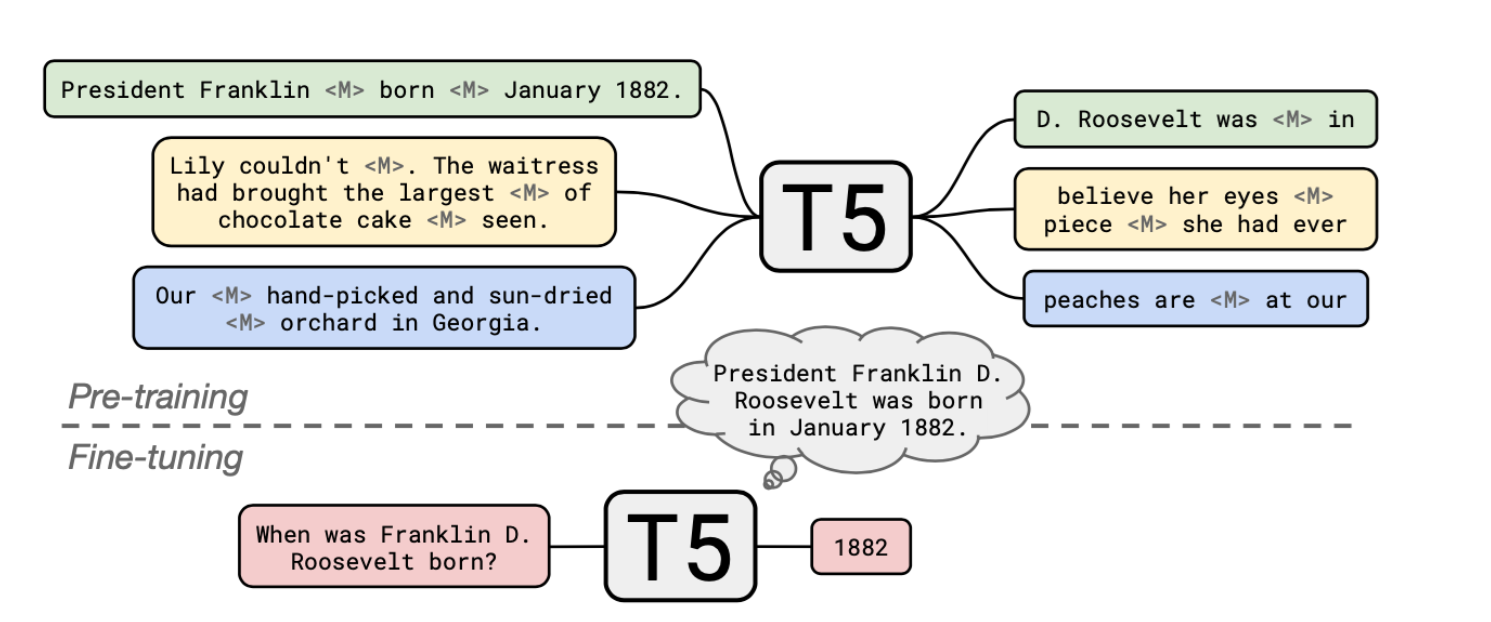 President Franklin <M> born <M> January 1882.
Lily couldn't <M>. The waitress
had brought the largest <M> of
chocolate cake <M> seen.
Our <M> hand-picked and sun-dried
<M> orchard in Georgia.
T5
D. Roosevelt was <M> in
believe her eyes <M>
piece <M> she had ever
peaches are <M> at our
Pre-training
President Franklin D.
Roosevelt was born
in January 1882.
Fine-tuning
When was Franklin D.
Roosevelt born?
T5
1882